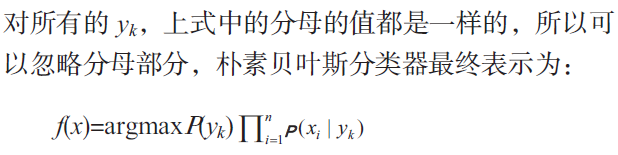 对所有的 yₖ，上式中的分母的值都是一样的，所以可
以忽略分母部分，朴素贝叶斯分类器最终表示为：
f(x)=argmaxP(yₖ)∏ⁿᵢ₌₁P(xᵢ | yₖ)